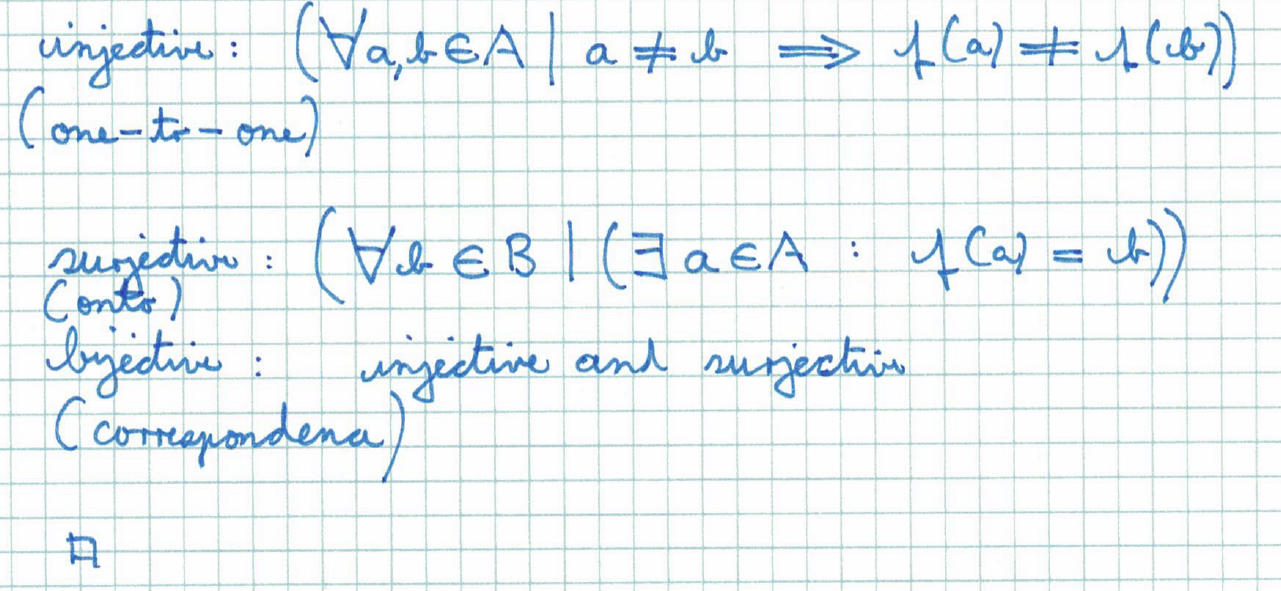 injective: (∀a,b∈A | a ≠ b ⟹ f(a) ≠ f(b))
(one-to-one)
surjective: (∀b∈B | (∃a∈A : f(a) = b))
(onto)
bijective: injective and surjective
(correspondence)